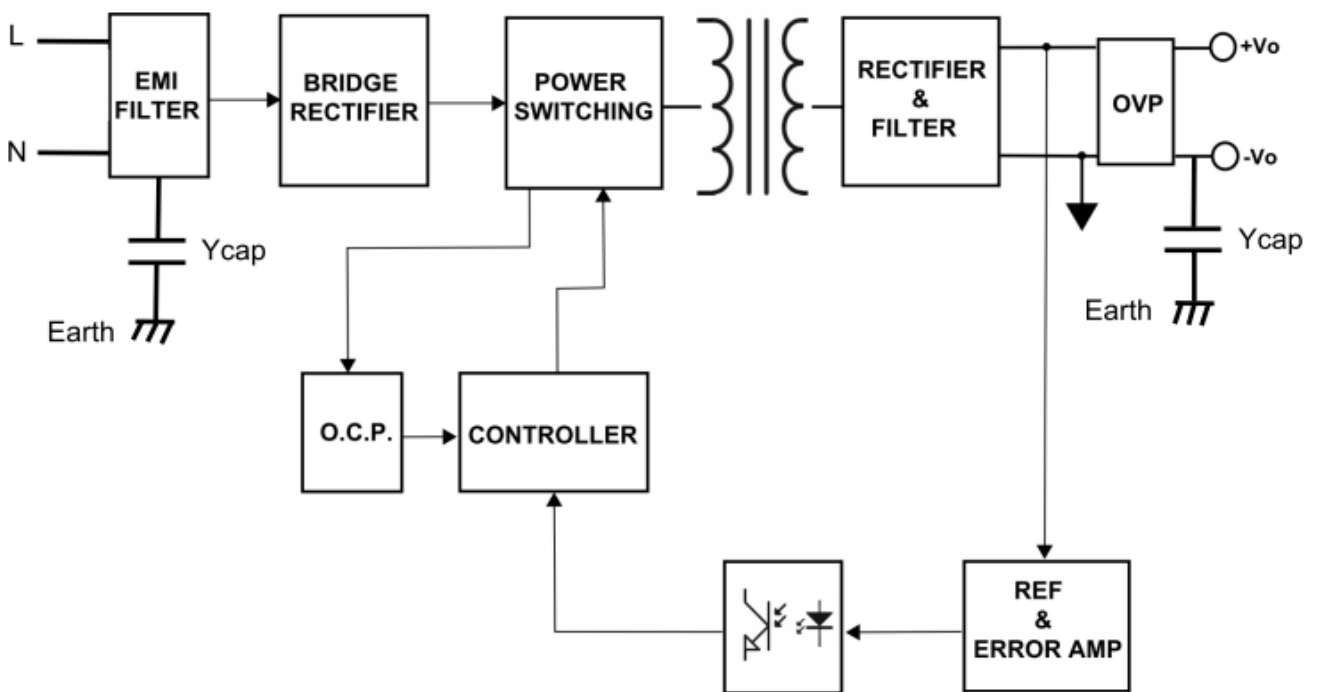 L
N
EMI
FILTER
BRIDGE
RECTIFIER
POWER
SWITCHING
RECTIFIER
&
FILTER
OVP
+Vo
-Vo
Ycap
Earth
Ycap
Earth
O.C.P.
CONTROLLER
REF
&
ERROR AMP